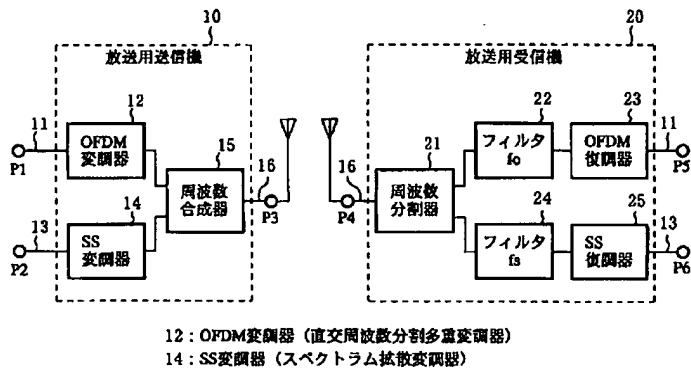 10
放送用送信機
12
11
OFDM
変調器
P1
15
周波数
合成器
16
P3
14
13
SS
変調器
P2
20
放送用受信機
22
23
フィルタ
fo
OFDM
復調器
11
P5
21
16
周波数
分割器
P4
24
25
フィルタ
fs
SS
復調器
13
P6
12：OFDM変調器（直交周波数分割多重変調器）
14：SS変調器（スペクトラム拡散変調器）